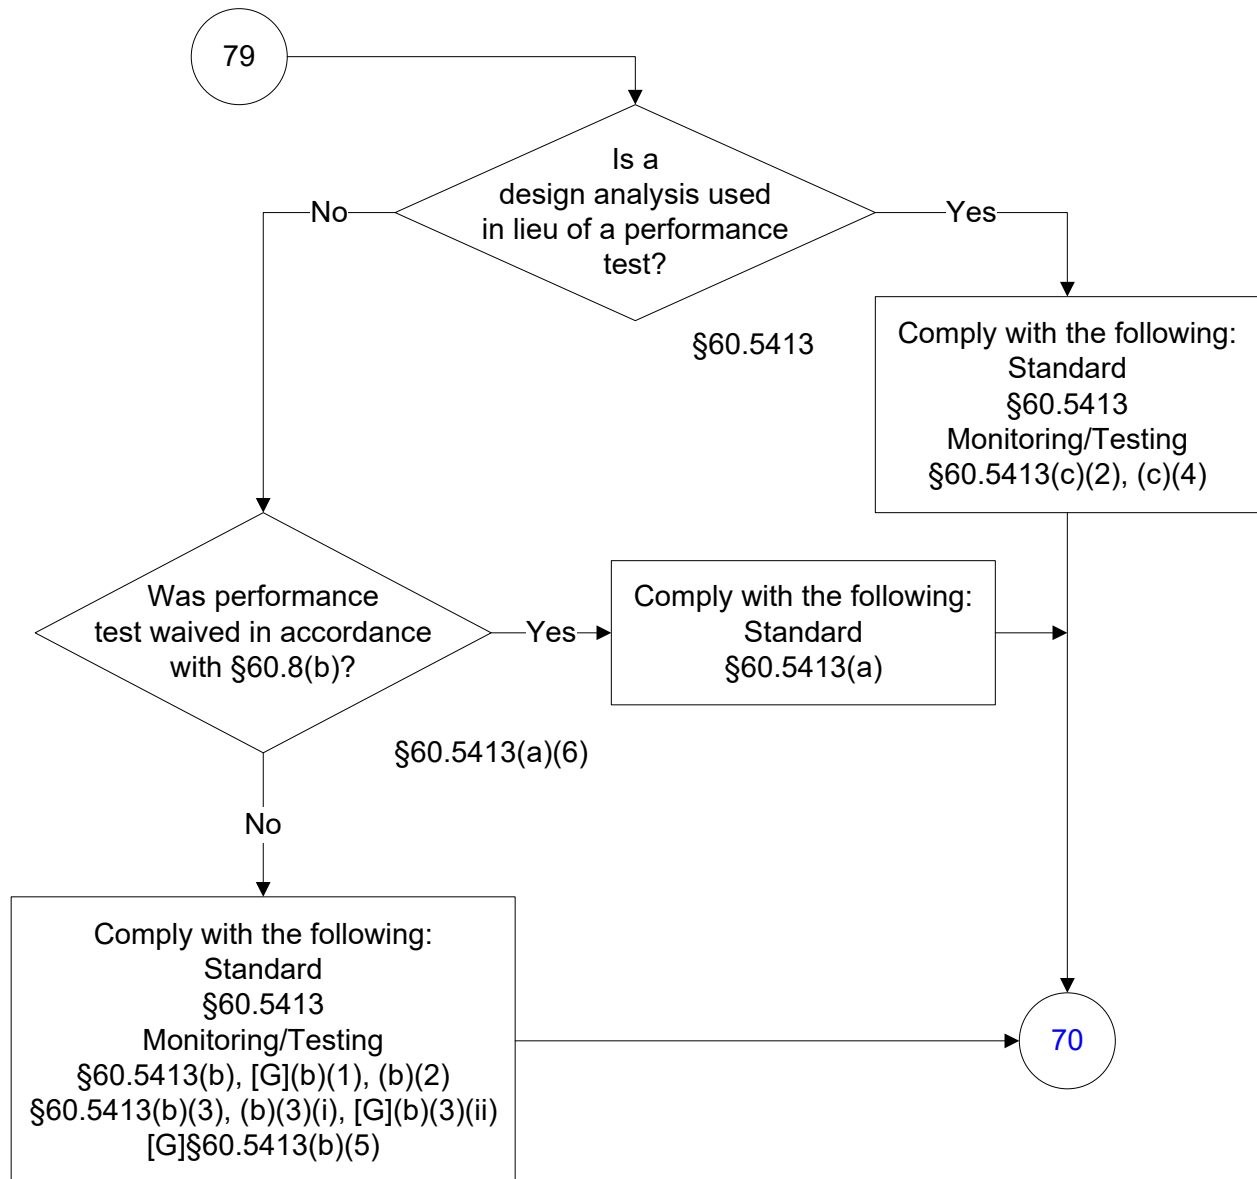 79
Is a
design analysis used
in lieu of a performance
test?
No
Yes
§60.5413
Comply with the following:
Standard
§60.5413
Monitoring/Testing
§60.5413(c)(2), (c)(4)
Was performance
test waived in accordance
with §60.8(b)?
Yes
Comply with the following:
Standard
§60.5413(a)
§60.5413(a)(6)
No
Comply with the following:
Standard
§60.5413
Monitoring/Testing
§60.5413(b), [G](b)(1), (b)(2)
§60.5413(b)(3), (b)(3)(i), [G](b)(3)(ii)
[G]§60.5413(b)(5)
70